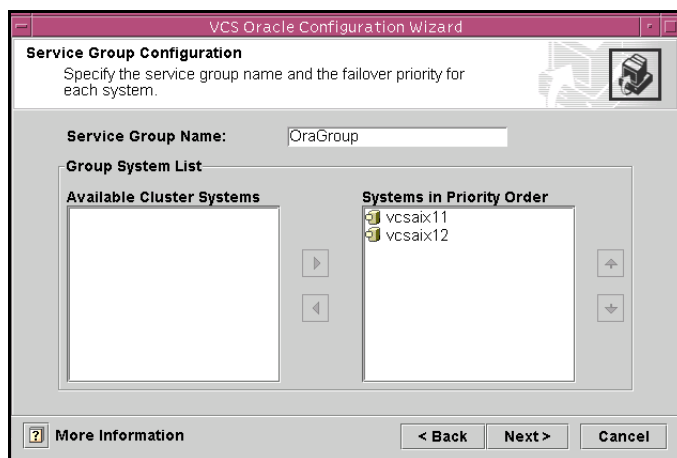 VCS Oracle Configuration Wizard
Service Group Configuration
Specify the service group name and the failover priority for
each system.
Service Group Name: OraGroup
Group System List
Available Cluster Systems
Systems in Priority Order
vcsaix11
vcsaix12
? More Information
< Back
Next >
Cancel